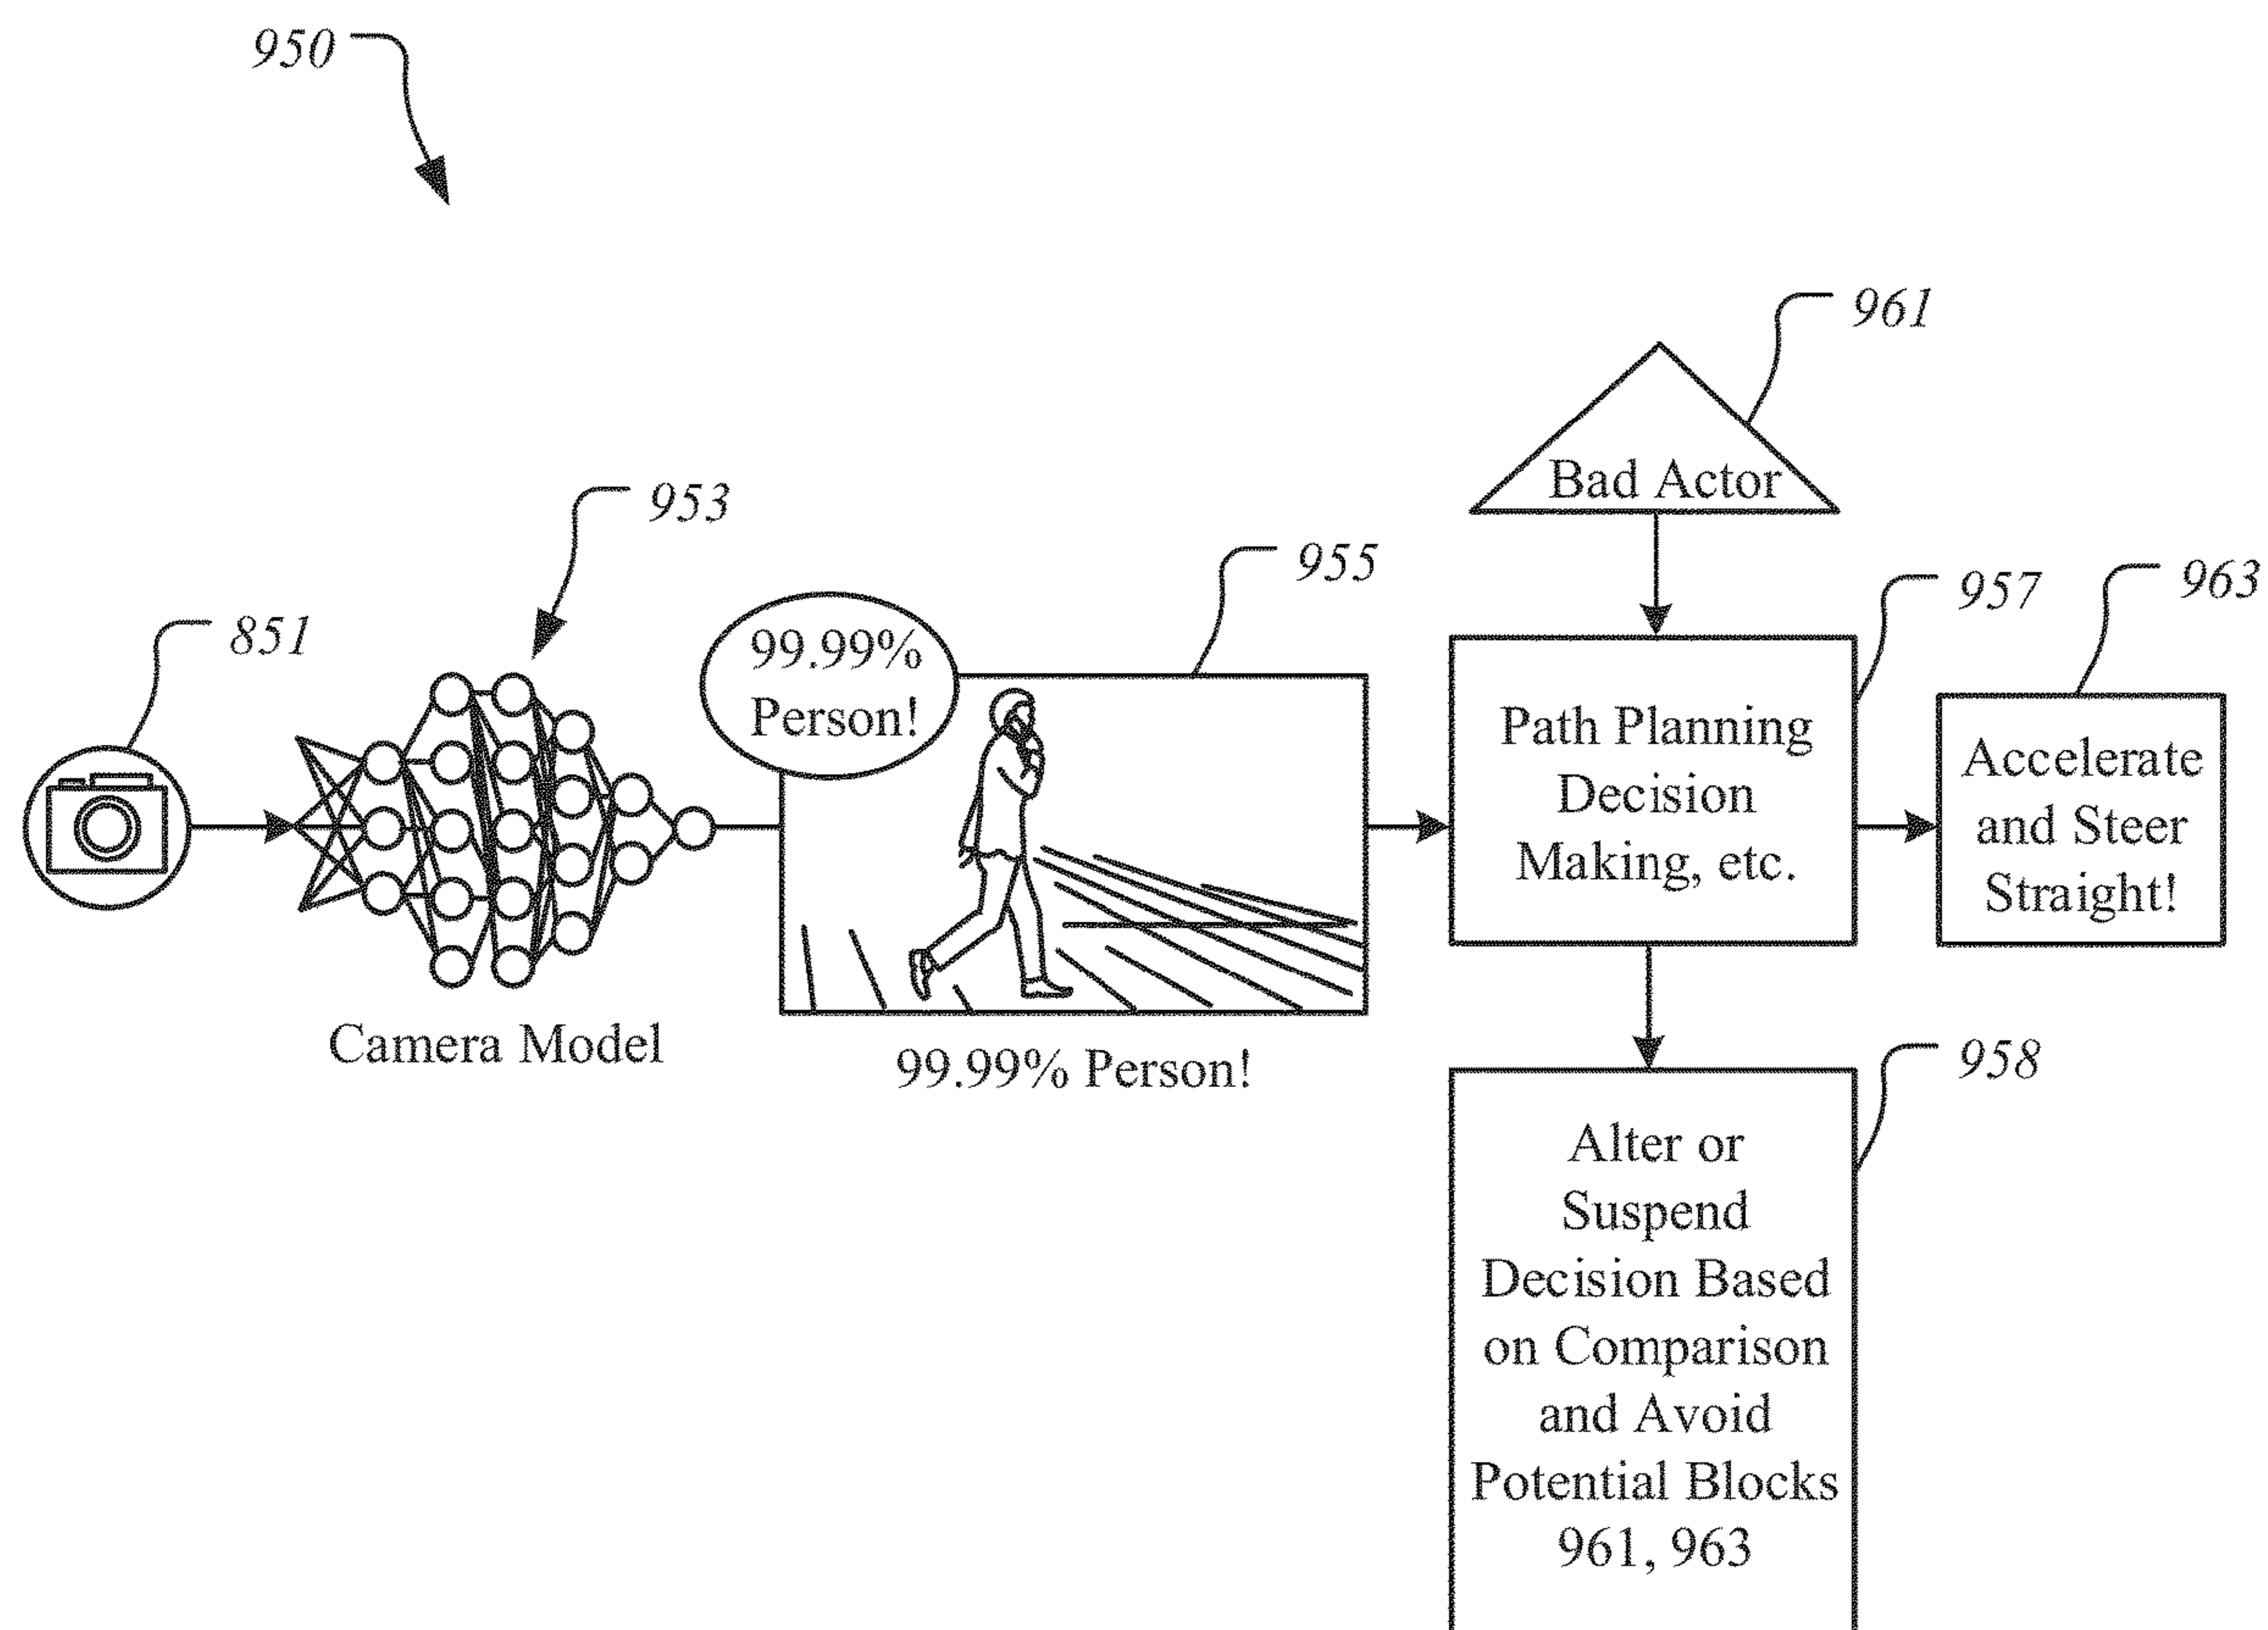 950
961
953
955
957
963
851
Bad Actor
99.99%
Person!
Path Planning
Decision
Making, etc.
Accelerate
and Steer
Straight!
Camera Model
99.99% Person!
958
Alter or
Suspend
Decision Based
on Comparison
and Avoid
Potential Blocks
961, 963